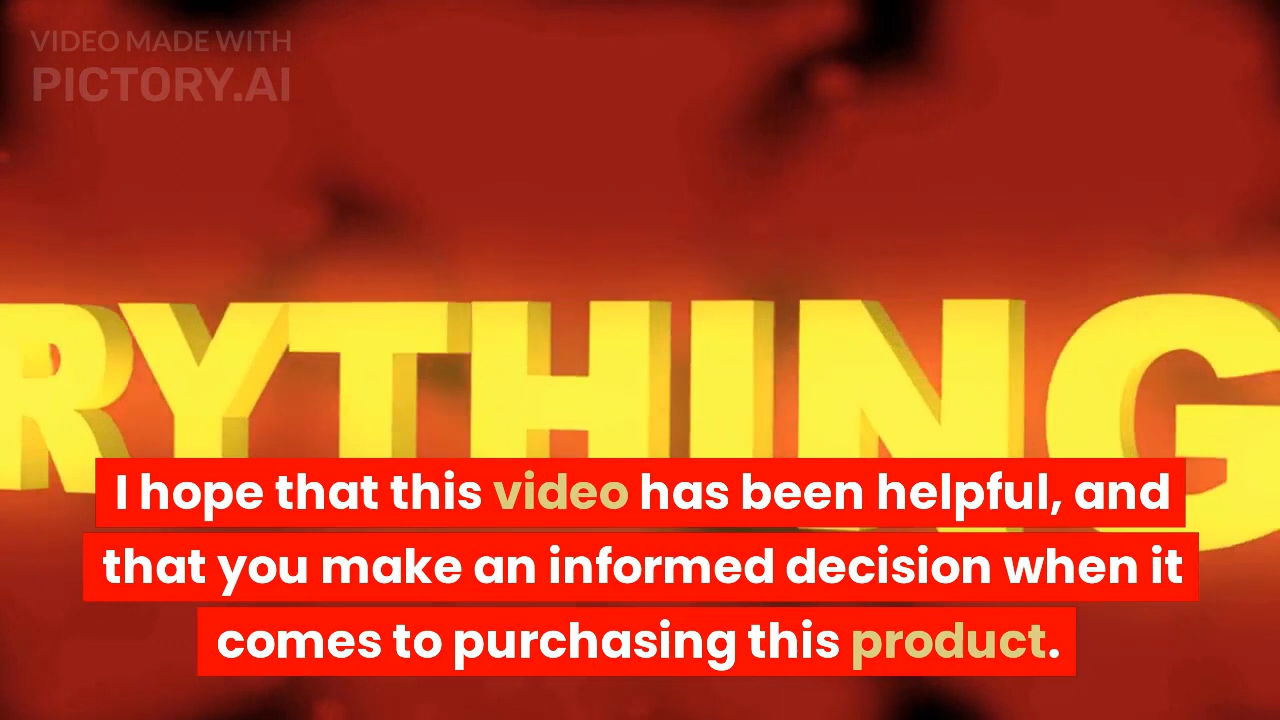 VIDEO MADE WITH
PICTORY.AI
RYTHING
I hope that this video has been helpful, and
that you make an informed decision when it
comes to purchasing this product.